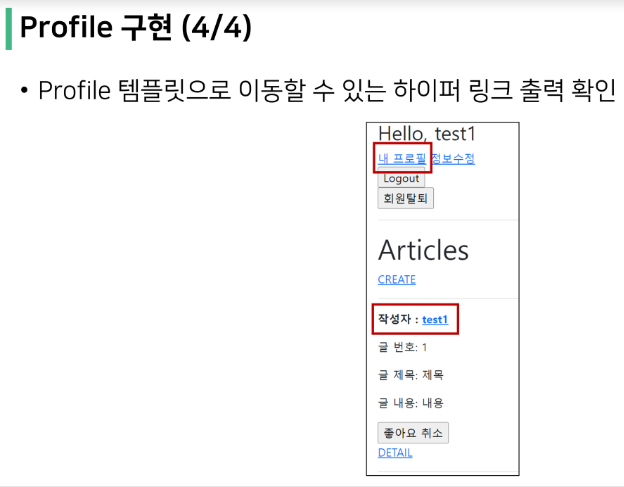 Profile 구현 (4/4)
• Profile 템플릿으로 이동할 수 있는 하이퍼 링크 출력 확인
Hello, test1
내 프로필 정보수정
Logout
회원탈퇴
Articles
CREATE
작성자 : test1
글 번호: 1
글 제목: 제목
글 내용: 내용
좋아요 취소
DETAIL